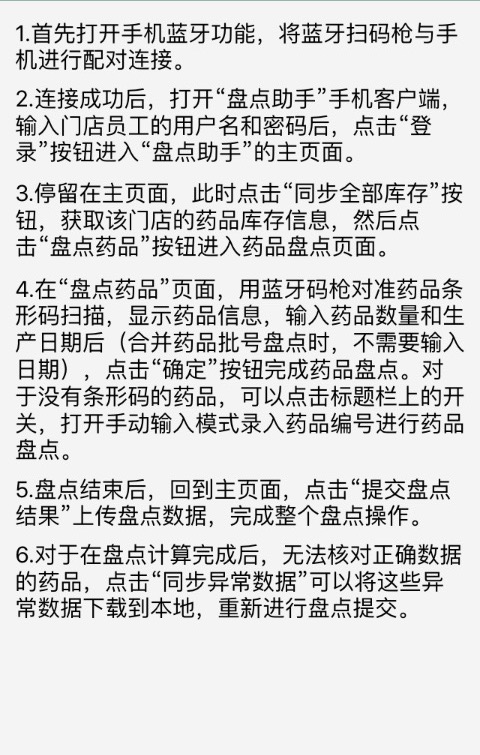 1.首先打开手机蓝牙功能，将蓝牙扫码枪与手
机进行配对连接。
2.连接成功后，打开“盘点助手”手机客户端，
输入门店员工的用户名和密码后，点击“登
录”按钮进入“盘点助手”的主页面。
3.停留在主页面，此时点击“同步全部库存”按
钮，获取该门店的药品库存信息，然后点
击“盘点药品”按钮进入药品盘点页面。
4.在“盘点药品”页面，用蓝牙码枪对准药品条
形码扫描，显示药品信息，输入药品数量和生
产日期后（合并药品批号盘点时，不需要输入
日期），点击“确定”按钮完成药品盘点。对
于没有条形码的药品，可以点击标题栏上的开
关，打开手动输入模式录入药品编号进行药品
盘点。
5.盘点结束后，回到主页面，点击“提交盘点
结果”上传盘点数据，完成整个盘点操作。
6.对于在盘点计算完成后，无法核对正确数据
的药品，点击“同步异常数据”可以将这些异
常数据下载到本地，重新进行盘点提交。